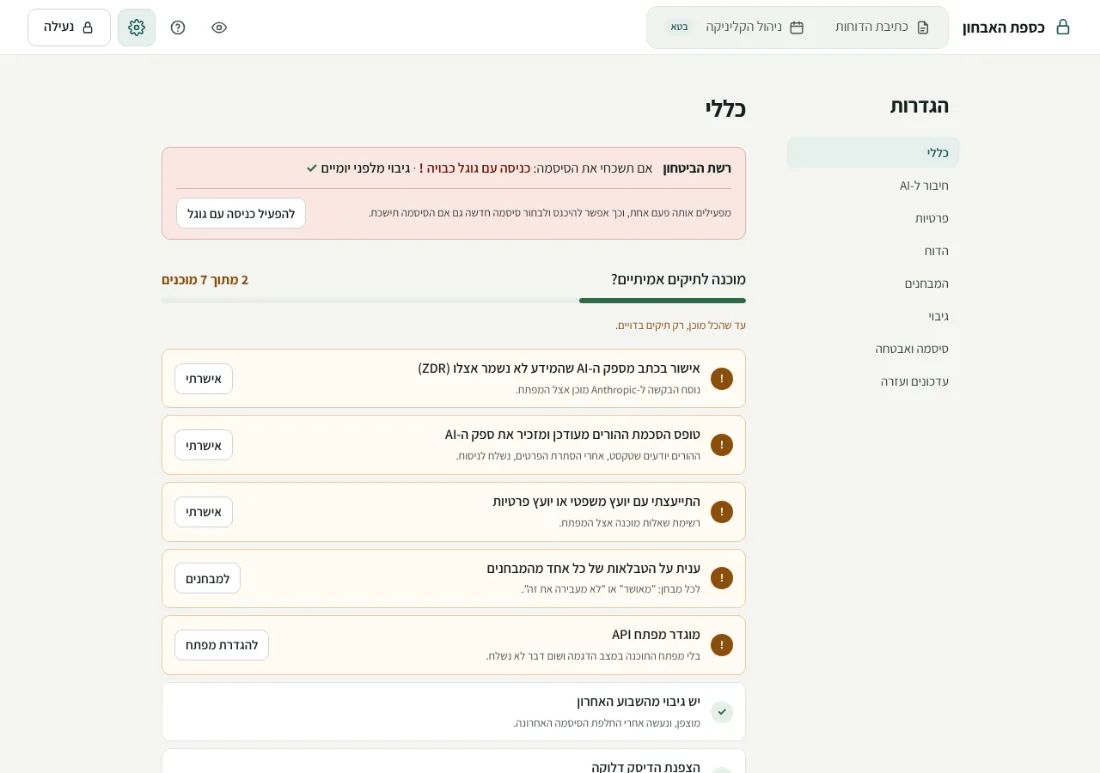 כספת האבחון
כתיבת הדוחות
ניהול הקליניקה
בטא
נעילה
הגדרות
כללי
חיבור ל-AI
פרטיות
הדוח
המבחנים
גיבוי
סיסמה ואבטחה
עדכונים ועזרה
כללי
רשת הביטחון אם תשכחי את הסיסמה: כניסה עם גוגל כבויה ! · גיבוי מלפני יומיים ✓
מפעילים אותה פעם אחת, וכך אפשר להיכנס ולבחור סיסמה חדשה גם אם הסיסמה תישכח.
להפעיל כניסה עם גוגל
מוכנה לתיקים אמיתיים?
2 מתוך 7 מוכנים
עד שהכל מוכן, רק תיקים בדויים.
אישור בכתב מספק ה-AI שהמידע לא נשמר אצלו (ZDR)
נוסח הבקשה ל-Anthropic מוכן אצל המפתח.
אישרתי
טופס הסכמת ההורים מעודכן ומזכיר את ספק ה-AI
ההורים יודעים שטקסט, אחרי הסתרת הפרטים, נשלח לניסוח.
אישרתי
התייעצתי עם יועץ משפטי או יועץ פרטיות
רשימת שאלות מוכנה אצל המפתח.
אישרתי
ענית על הטבלאות של כל אחד מהמבחנים
לכל מבחן: "מאושר" או "לא מעבירה את זה".
למבחנים
מוגדר מפתח API
בלי מפתח התוכנה במצב הדגמה ושום דבר לא נשלח.
להגדרת מפתח
יש גיבוי מהשבוע האחרון
מוצפן, ונעשה אחרי החלפת הסיסמה האחרונה.
הצפנת הדיסק דלוקה